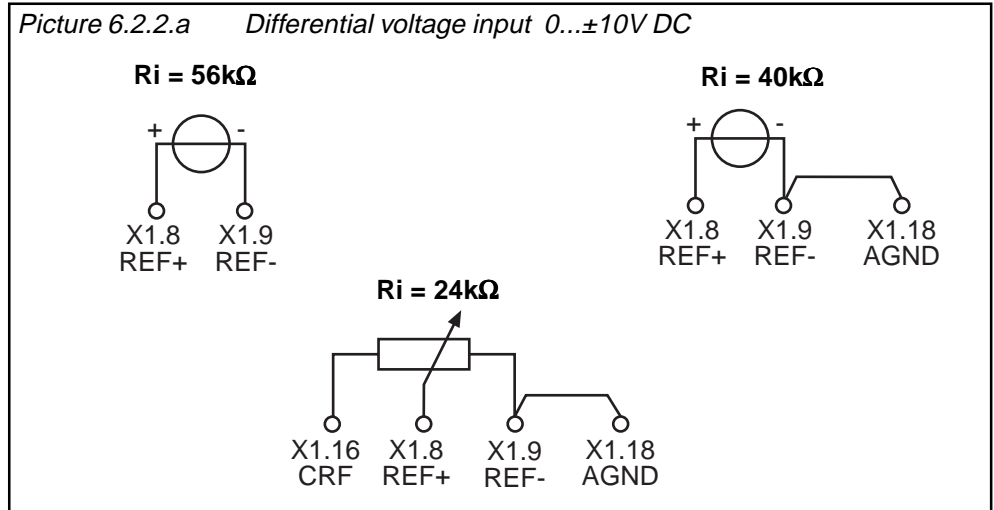 Picture 6.2.2.a Differential voltage input 0...±10V DC
Ri = 56kΩ
Ri = 40kΩ
+ -
+ -
X1.8 X1.9
REF+ REF-
X1.8 X1.9 X1.18
REF+ REF- AGND
Ri = 24kΩ
X1.16 X1.8 X1.9 X1.18
CRF REF+ REF- AGND